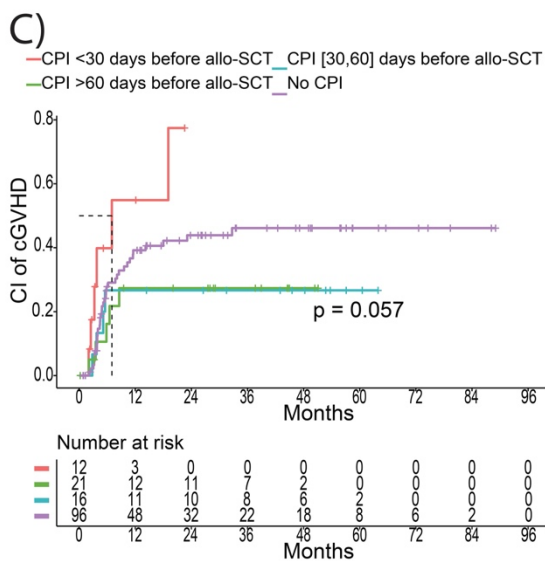 C)
CPI <30 days before allo-SCT CPI [30,60] days before allo-SCT
CPI >60 days before allo-SCT No CPI
0.8
0.6
0.4
0.2
0.0
CI of cGVHD
p = 0.057
0 12 24 36 48 60 72 84 96
Months
Number at risk
12 3 0 0 0 0 0 0 0
21 12 11 7 2 0 0 0 0
16 11 10 8 6 2 0 0 0
96 48 32 22 18 8 6 2 0
0 12 24 36 48 60 72 84 96
Months